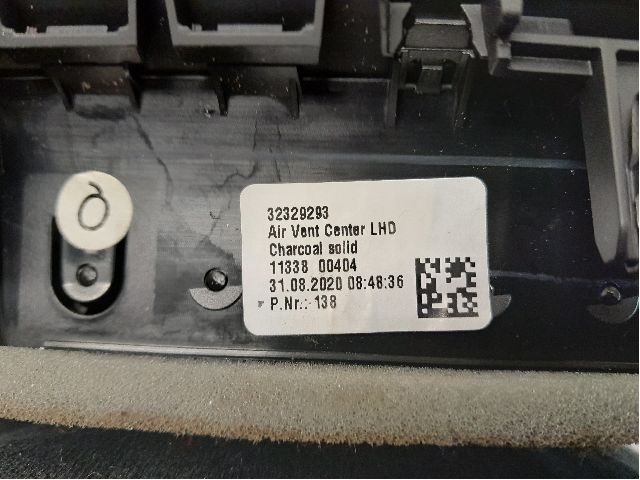 32329293
Air Vent Center LHD
Charcoal solid
11338 00404
31.08.2020 08:48:36
P.Nr.:-138